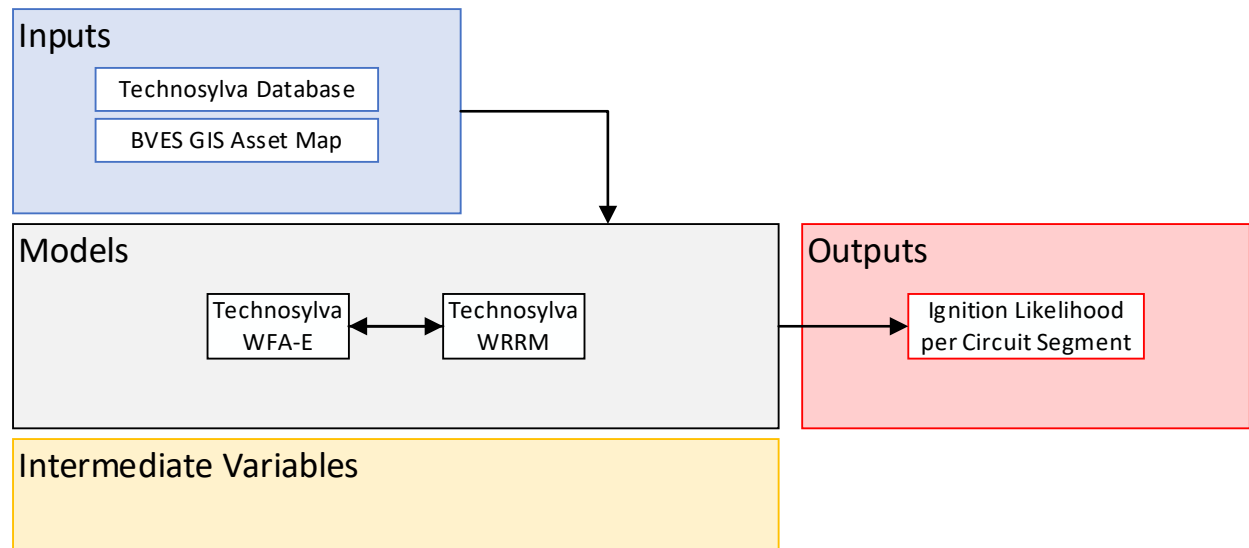 Inputs
Technosylva Database
BVES GIS Asset Map
Models
Technosylva
WFA-E
Technosylva
WRRM
Outputs
Ignition Likelihood
per Circuit Segment
Intermediate Variables